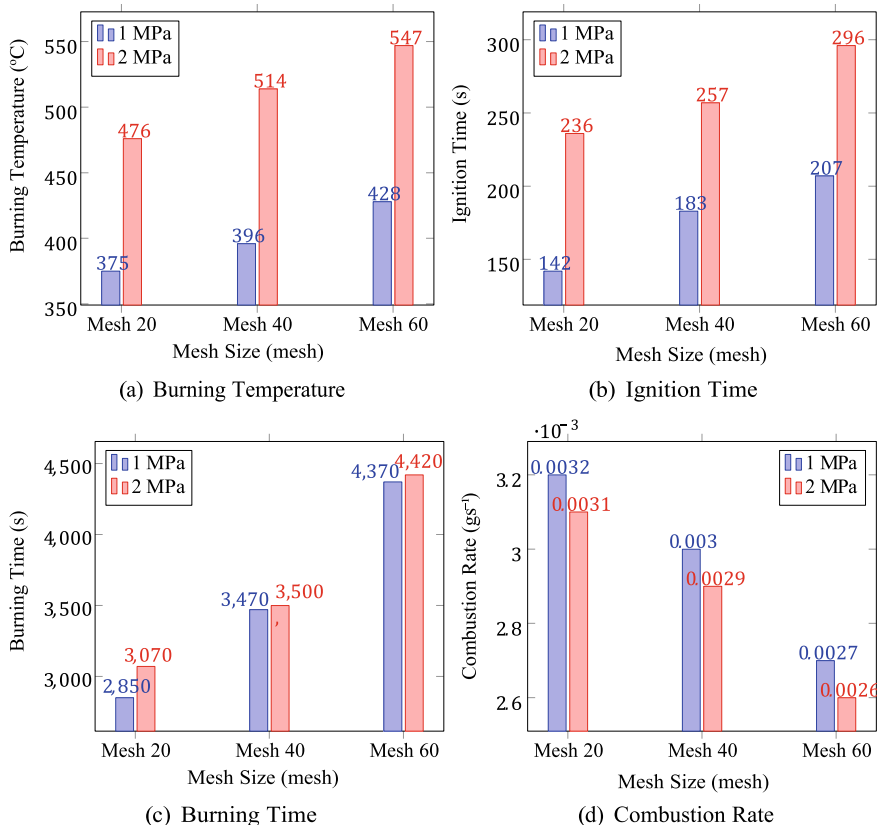 Burning Temperature (ºC)
550
500
450
400
350
1 MPa
2 MPa
375
476
396
514
428
547
Mesh 20
Mesh 40
Mesh 60
Mesh Size (mesh)
(a) Burning Temperature
Ignition Time (s)
300
250
200
150
1 MPa
2 MPa
142
236
183
257
207
296
Mesh 20
Mesh 40
Mesh 60
Mesh Size (mesh)
(b) Ignition Time
Burning Time (s)
4,500
4,000
3,500
3,000
1 MPa
2 MPa
2,850
3,070
3,470
3,500
,
4,370
4,420
Mesh 20
Mesh 40
Mesh 60
Mesh Size (mesh)
(c) Burning Time
·10⁻³
Combustion Rate (gs⁻¹)
3.2
3
2.8
2.6
1 MPa
2 MPa
0.0032
0.0031
0.003
0.0029
0.0027
0.0026
Mesh 20
Mesh 40
Mesh 60
Mesh Size (mesh)
(d) Combustion Rate